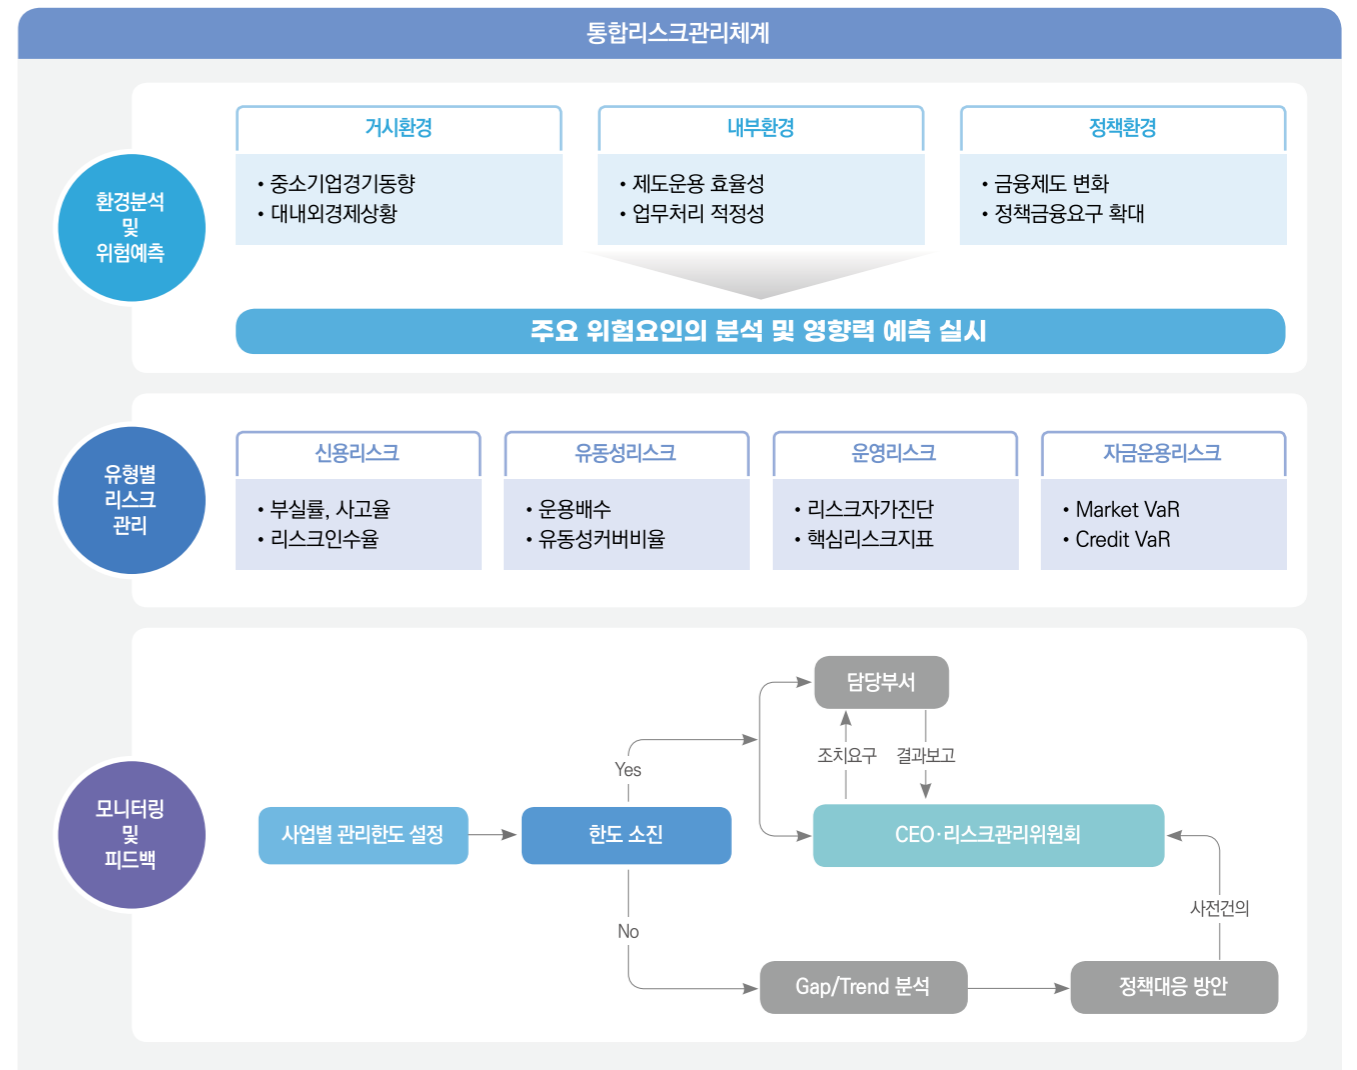 통합리스크관리체계
환경분석
및
위험예측
거시환경
• 중소기업경기동향
• 대내외경제상황
내부환경
• 제도운용 효율성
• 업무처리 적정성
정책환경
• 금융제도 변화
• 정책금융요구 확대
주요 위험요인의 분석 및 영향력 예측 실시
유형별
리스크
관리
신용리스크
• 부실률, 사고율
• 리스크인수율
유동성리스크
• 운용배수
• 유동성커버비율
운영리스크
• 리스크자가진단
• 핵심리스크지표
자금운용리스크
• Market VaR
• Credit VaR
모니터링
및
피드백
사업별 관리한도 설정
한도 소진
Yes
담당부서
조치요구
결과보고
CEO·리스크관리위원회
No
Gap/Trend 분석
정책대응 방안
사전건의